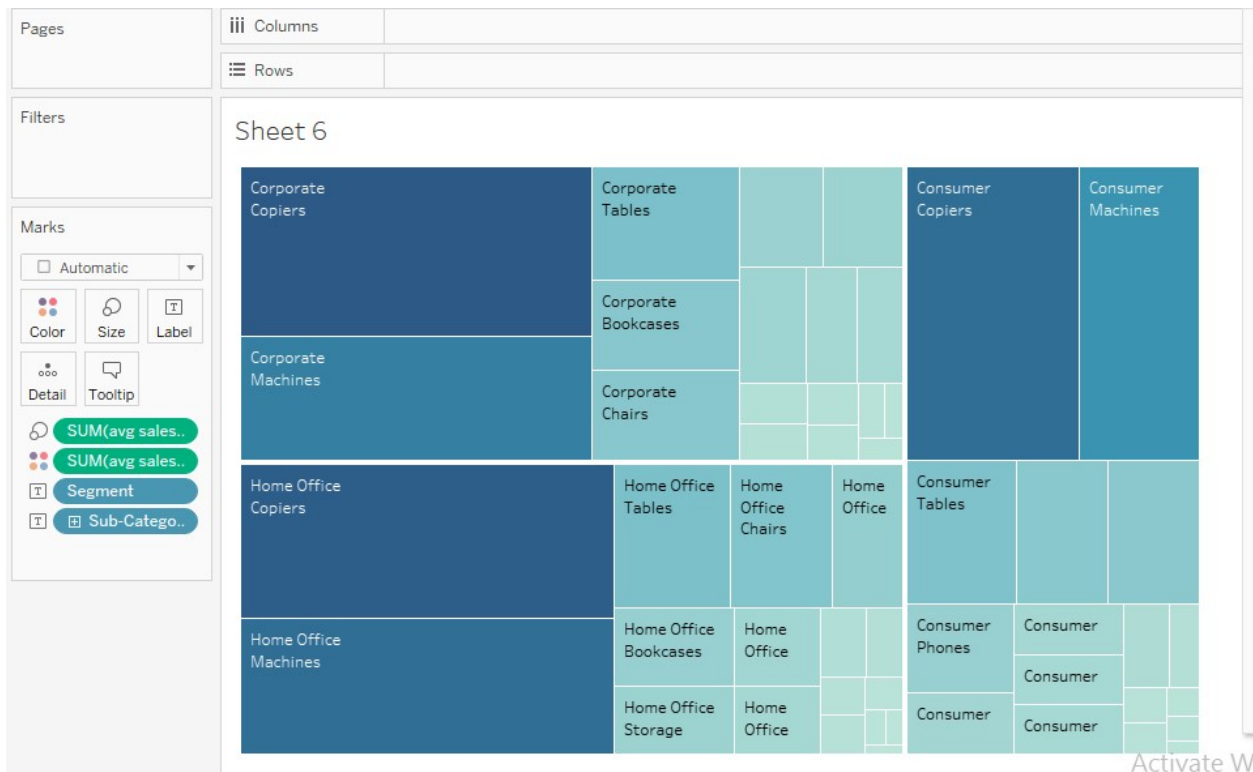 Pages
Columns
Rows
Filters
Sheet 6
Marks
Automatic
Color
Size
Label
Detail
Tooltip
SUM(avg sales..
SUM(avg sales..
Segment
Sub-Catego..
Corporate
Copiers
Corporate
Machines
Corporate
Tables
Corporate
Bookcases
Corporate
Chairs
Home Office
Copiers
Home Office
Machines
Home Office
Tables
Home
Office
Chairs
Home
Office
Home Office
Bookcases
Home
Office
Home Office
Storage
Home
Office
Consumer
Copiers
Consumer
Machines
Consumer
Tables
Consumer
Phones
Consumer
Consumer
Consumer
Consumer
Activate W